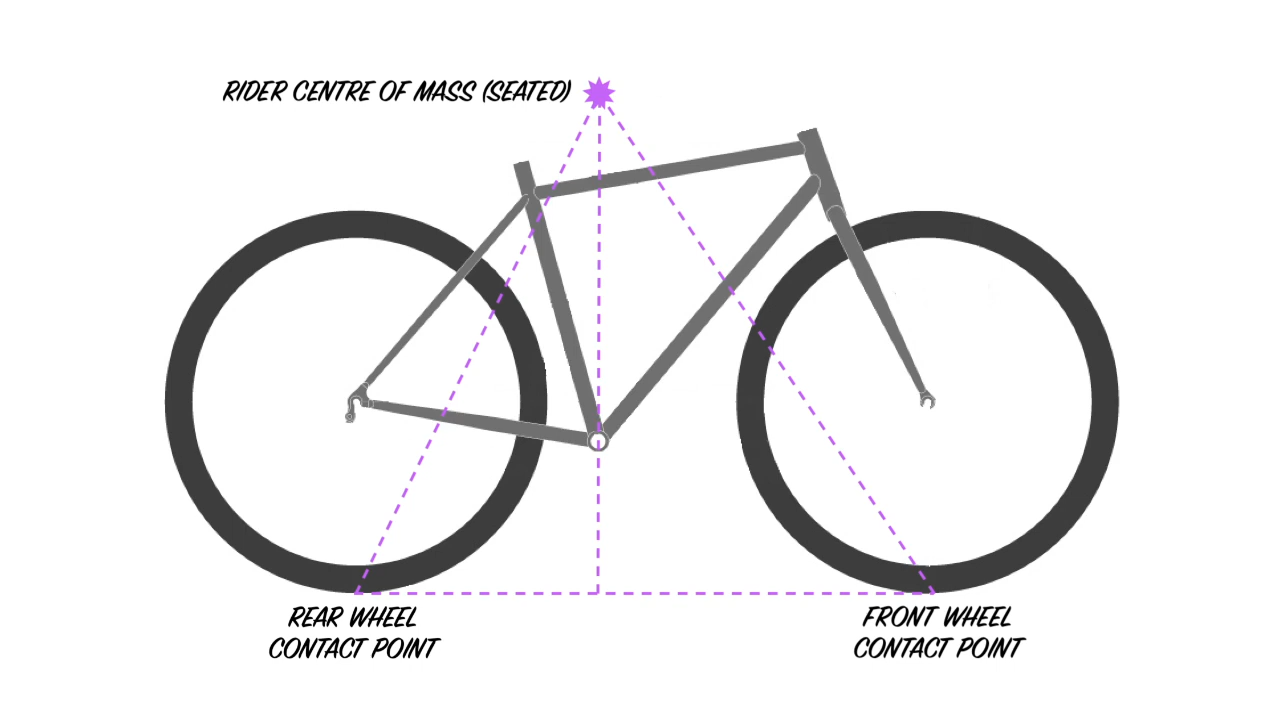 RIDER CENTRE OF MASS (SEATED)
REAR WHEEL
CONTACT POINT
FRONT WHEEL
CONTACT POINT